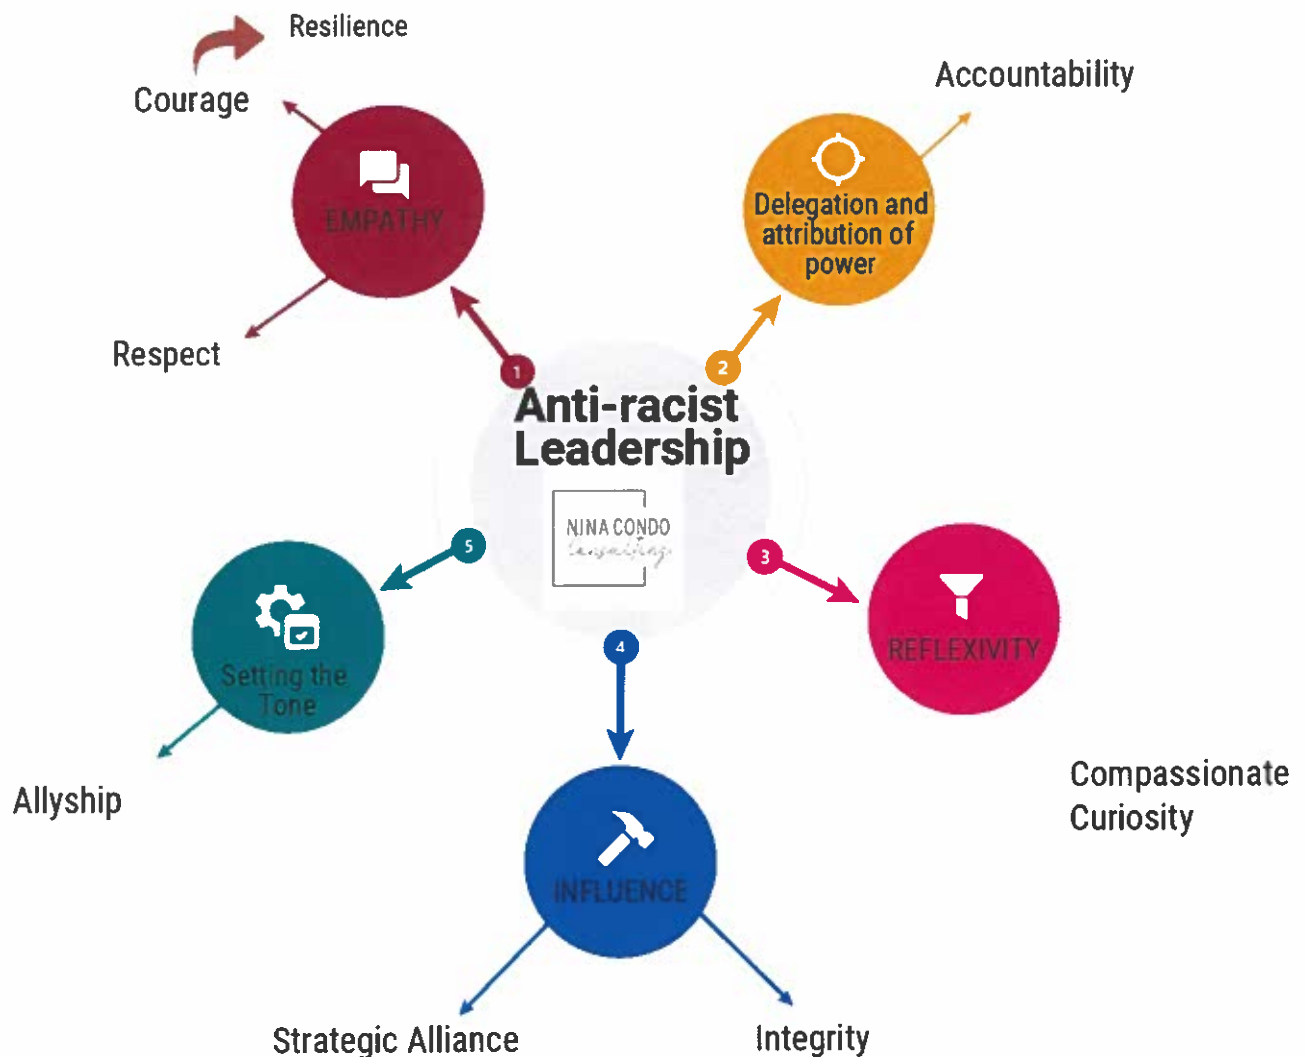 Resilience
Courage
Accountability
EMPATHY
Delegation and
attribution of
power
Respect
1
2
Anti-racist
Leadership
NINA CONDO
Consulting
5
3
REFLEXIVITY
Setting the
Tone
4
Compassionate
Curiosity
Allyship
INFLUENCE
Strategic Alliance
Integrity